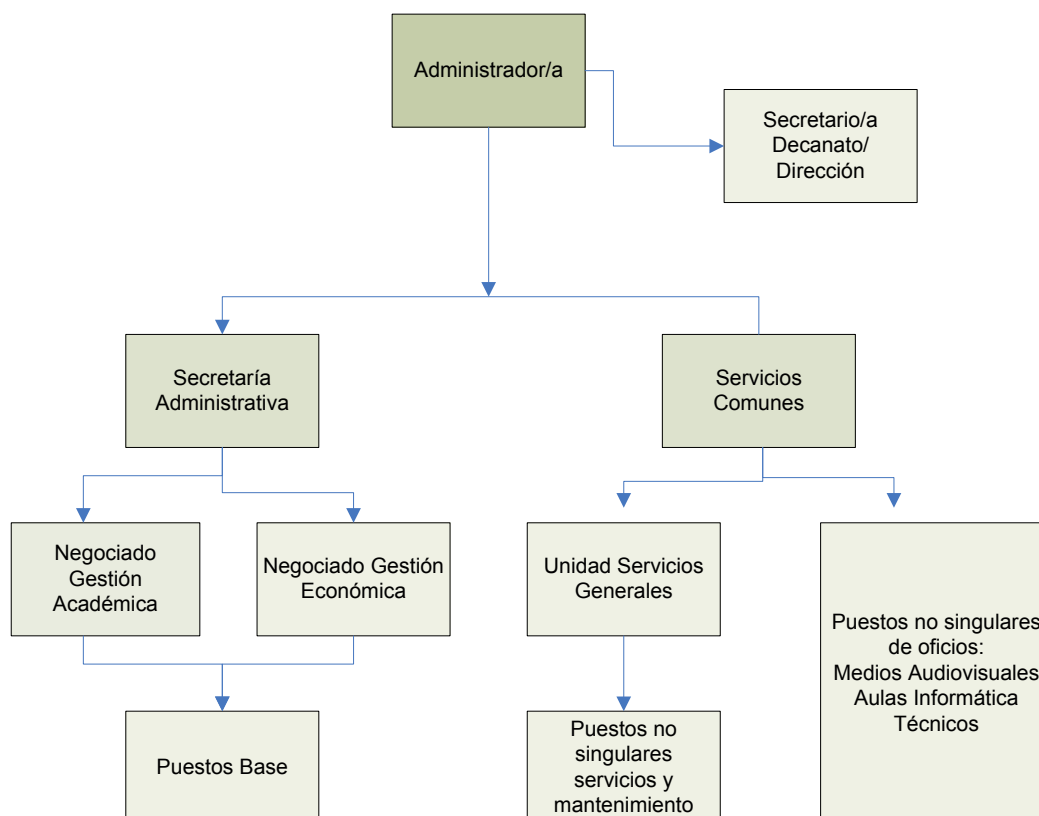 Administrador/a
Secretario/a
Decanato/
Dirección
Secretaría
Administrativa
Servicios
Comunes
Negociado
Gestión
Académica
Negociado Gestión
Económica
Unidad Servicios
Generales
Puestos no singulares
de oficios:
Medios Audiovisuales
Aulas Informática
Técnicos
Puestos Base
Puestos no
singulares
servicios y
mantenimiento